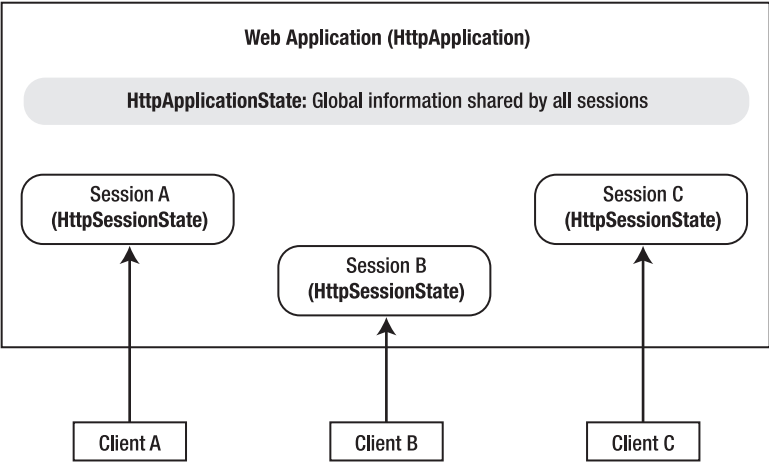 Web Application (HttpApplication)
HttpApplicationState: Global information shared by all sessions
Session A
(HttpSessionState)
Session C
(HttpSessionState)
Session B
(HttpSessionState)
Client A
Client B
Client C